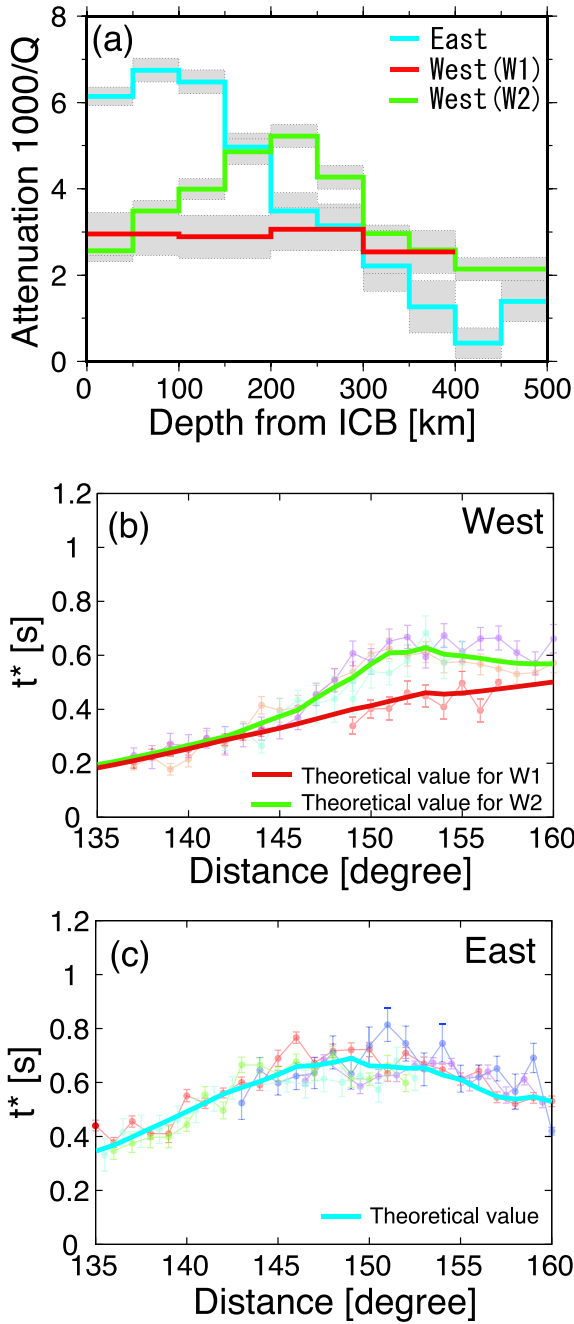 (a)
East
West(W1)
West(W2)
Attenuation 1000/Q
8
6
4
2
0
0 100 200 300 400 500
Depth from ICB [km]
(b)
West
t* [s]
1.2
1
0.8
0.6
0.4
0.2
0
Theoretical value for W1
Theoretical value for W2
135 140 145 150 155 160
Distance [degree]
(c)
East
t* [s]
1.2
1
0.8
0.6
0.4
0.2
0
Theoretical value
135 140 145 150 155 160
Distance [degree]